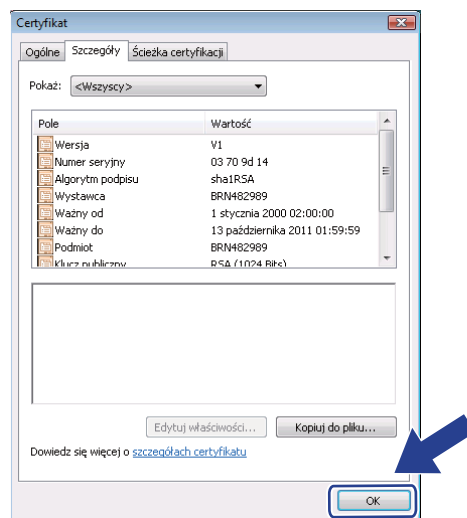 Certyfikat
Ogólne Szczegóły Ścieżka certyfikacji
Pokaż: <Wszyscy>
Pole Wartość
Wersja V1
Numer seryjny 03 70 9d 14
Algorytm podpisu sha1RSA
Wystawca BRN482989
Ważny od 1 stycznia 2000 02:00:00
Ważny do 13 października 2011 01:59:59
Podmiot BRN482989
Klucz publiczny RSA (1024 Bits)
Edytuj właściwości... Kopiuj do pliku...
Dowiedz się więcej o szczegółach certyfikatu
OK